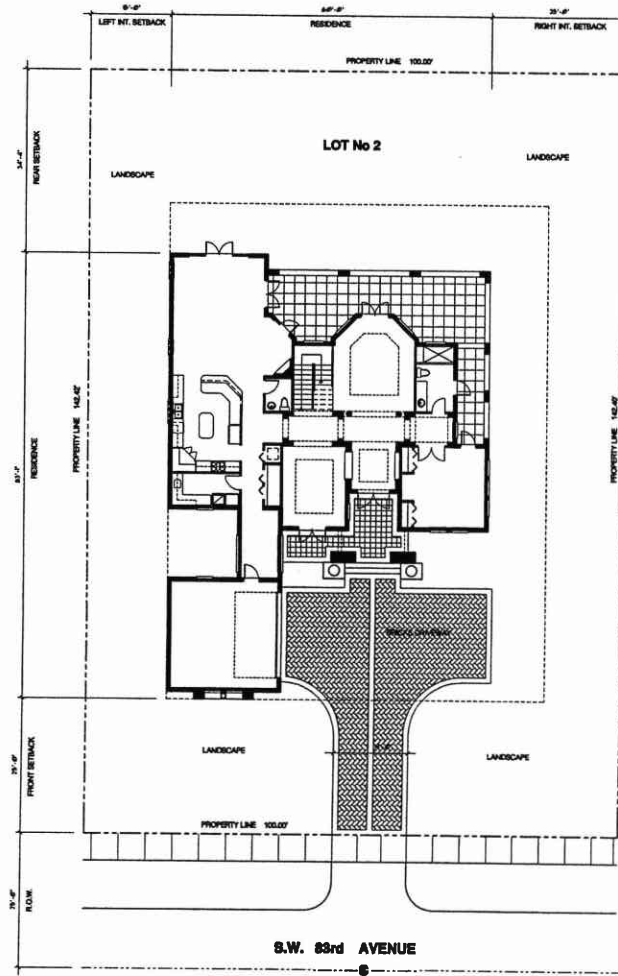 LEFT INT. SETBACK
RESIDENCE
RIGHT INT. SETBACK
PROPERTY LINE 100.00'
LOT No 2
LANDSCAPE
LANDSCAPE
REAR SETBACK
PROPERTY LINE 142.42'
PROPERTY LINE 142.42'
RESIDENCE
LANDSCAPE
LANDSCAPE
FRONT SETBACK
PROPERTY LINE 100.00'
R.O.W.
S.W. 83rd AVENUE